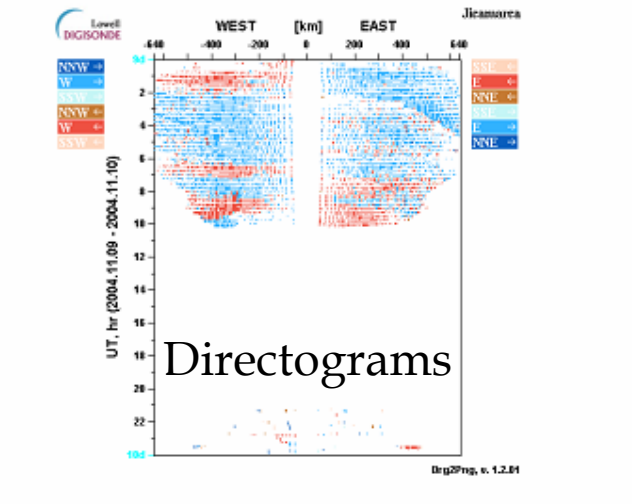 Lowell
DIGISONDE
WEST [km] EAST
Jicamarca
-640 -400 -200 0 200 400 640
9d
2
4
6
8
10
12
14
16
18
20
22
10d
UT, hr (2004.11.09 - 2004.11.10)
NNW →
W →
SSW →
NNW ←
W ←
SSW ←
SSE ←
E ←
NNE ←
SSE →
E →
NNE →
Directograms
Drg2Png, v. 1.2.01